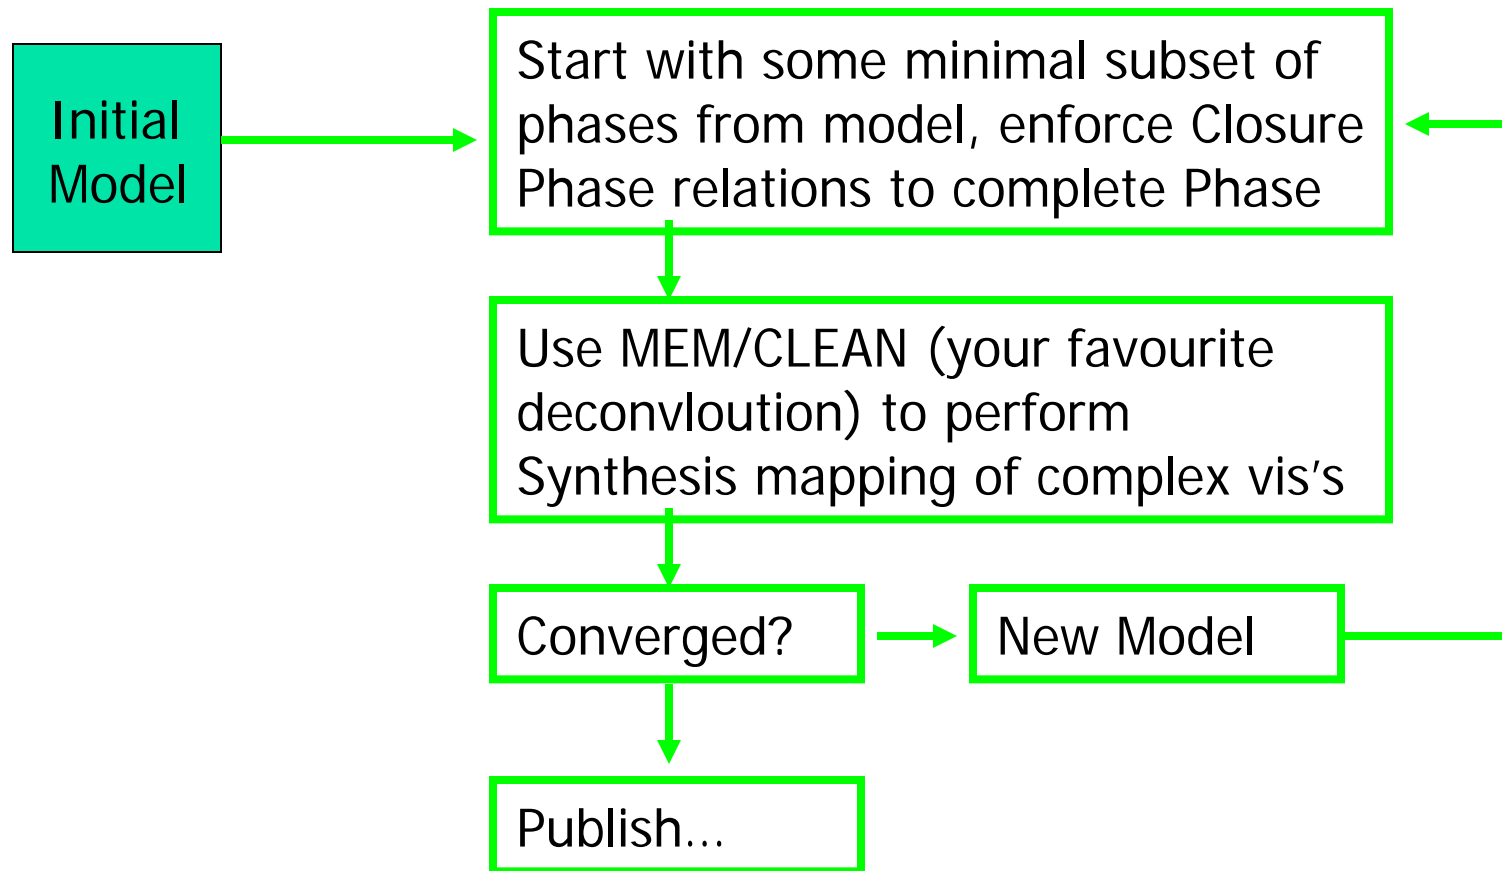 Initial
Model
Start with some minimal subset of
phases from model, enforce Closure
Phase relations to complete Phase
Use MEM/CLEAN (your favourite
deconvloution) to perform
Synthesis mapping of complex vis’s
Converged?
New Model
Publish...